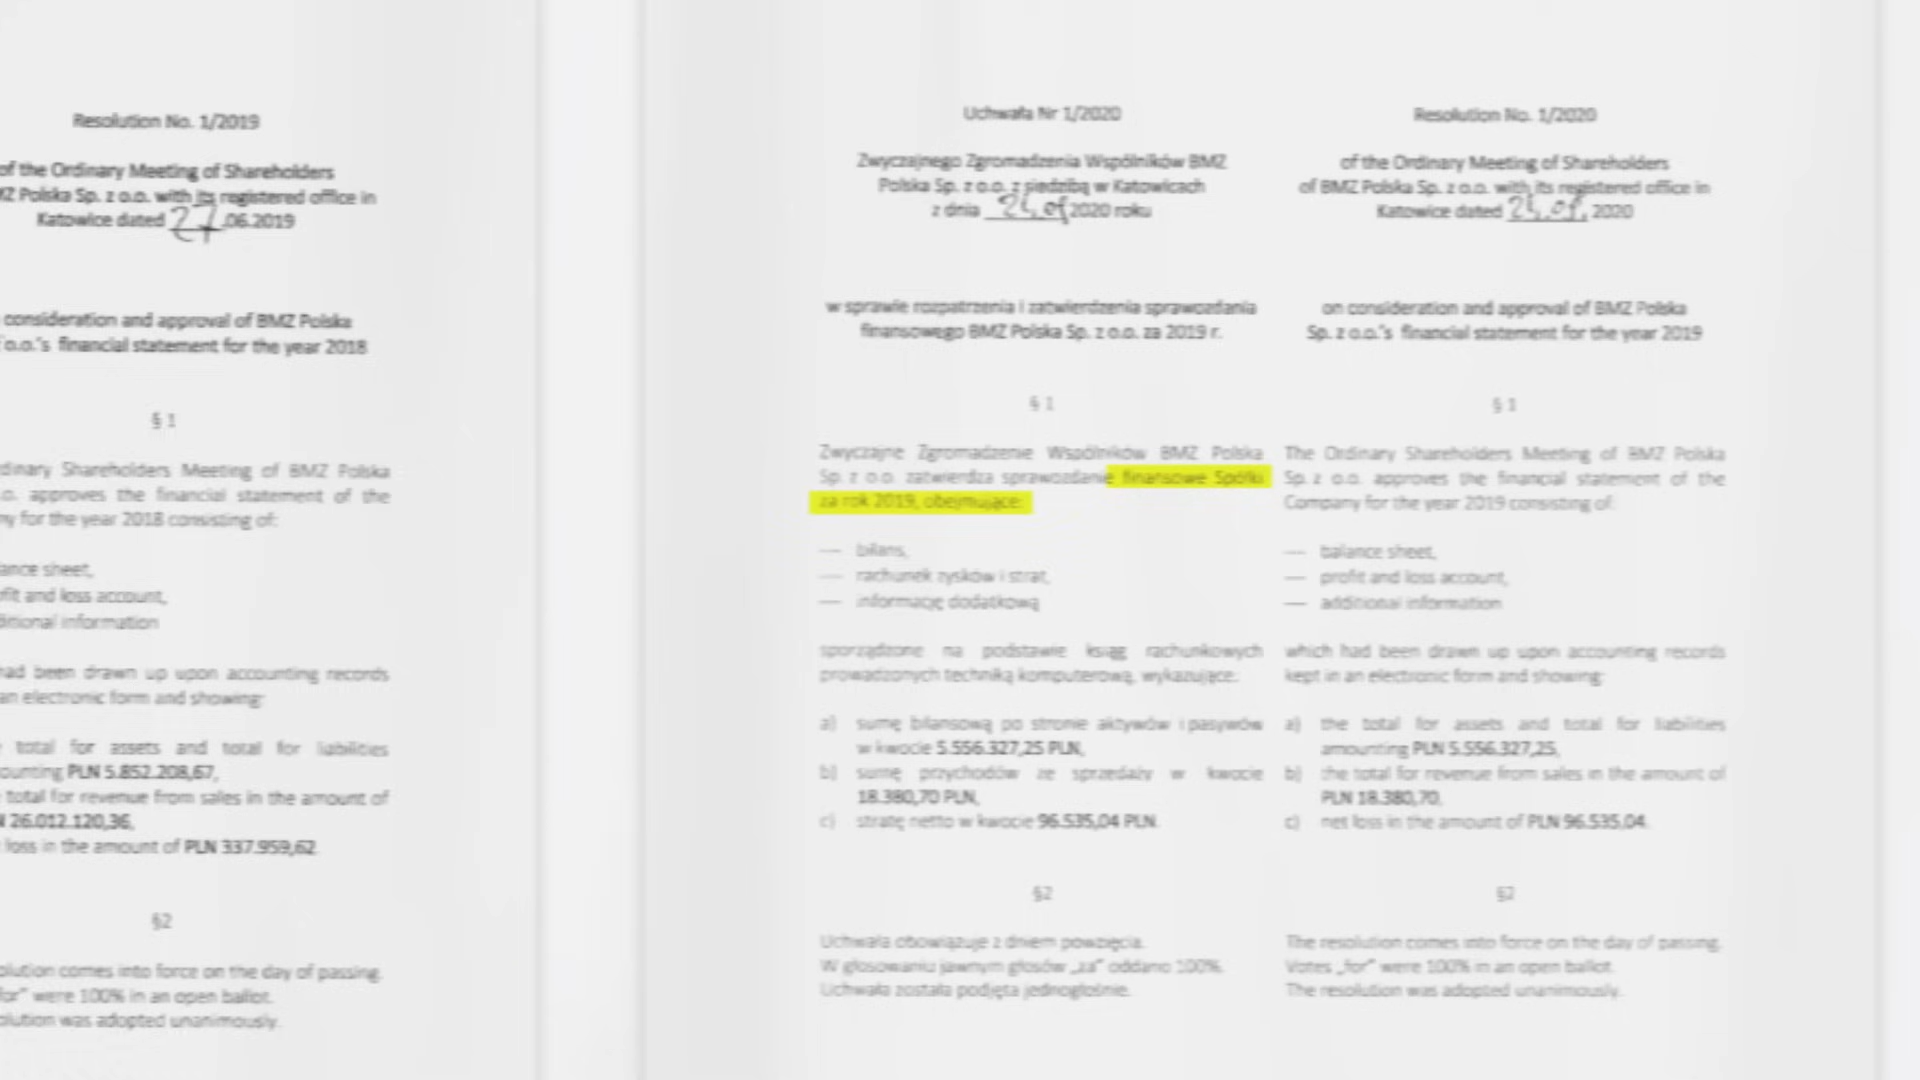 Resolution No. 1/2019
of the Ordinary Meeting of Shareholders
Z Polska Sp. z o.o. with its registered office in
Katowice dated 27.06.2019
consideration and approval of BMZ Polska
o.o.'s financial statement for the year 2018
§ 1
dinary Shareholders Meeting of BMZ Polska
o. approves the financial statement of the
ny for the year 2018 consisting of:
ance sheet,
ofit and loss account,
ditional information
had been drawn up upon accounting records
an electronic form and showing:
total for assets and total for liabilities
ounting PLN 5.852.208,67,
total for revenue from sales in the amount of
N 26.012.120,36,
loss in the amount of PLN 337.959,62.
§2
olution comes into force on the day of passing.
for" were 100% in an open ballot.
olution was adopted unanimously.
Uchwała Nr 1/2020
Zwyczajnego Zgromadzenia Wspólników BMZ
Polska Sp. z o.o. z siedzibą w Katowicach
z dnia 2020 roku
w sprawie rozpatrzenia i zatwierdzenia sprawozdania
finansowego BMZ Polska Sp. z o.o. za 2019 r.
§ 1
Zwyczajne Zgromadzenie Wspólników BMZ Polska
Sp. z o.o. zatwierdza sprawozdanie finansowe Spółki
za rok 2019, obejmujące:
— bilans,
— rachunek zysków i strat,
— informację dodatkową
sporządzone na podstawie ksiąg rachunkowych
prowadzonych techniką komputerową, wykazujące:
a) sumę bilansową po stronie aktywów i pasywów
w kwocie 5.556.327,25 PLN,
b) sumę przychodów ze sprzedaży w kwocie
18.380,70 PLN,
c) stratę netto w kwocie 96.535,04 PLN.
§2
Uchwała obowiązuje z dniem powzięcia.
W głosowaniu jawnym głosów „za" oddano 100%.
Uchwała została podjęta jednogłośnie.
Resolution No. 1/2020
of the Ordinary Meeting of Shareholders
of BMZ Polska Sp. z o.o. with its registered office in
Katowice dated 2020
on consideration and approval of BMZ Polska
Sp. z o.o.'s financial statement for the year 2019
§ 1
The Ordinary Shareholders Meeting of BMZ Polska
Sp. z o.o. approves the financial statement of the
Company for the year 2019 consisting of:
— balance sheet,
— profit and loss account,
— additional information
which had been drawn up upon accounting records
kept in an electronic form and showing:
a) the total for assets and total for liabilities
amounting PLN 5.556.327,25,
b) the total for revenue from sales in the amount of
PLN 18.380,70,
c) net loss in the amount of PLN 96.535,04.
§2
The resolution comes into force on the day of passing.
Votes „for" were 100% in an open ballot.
The resolution was adopted unanimously.